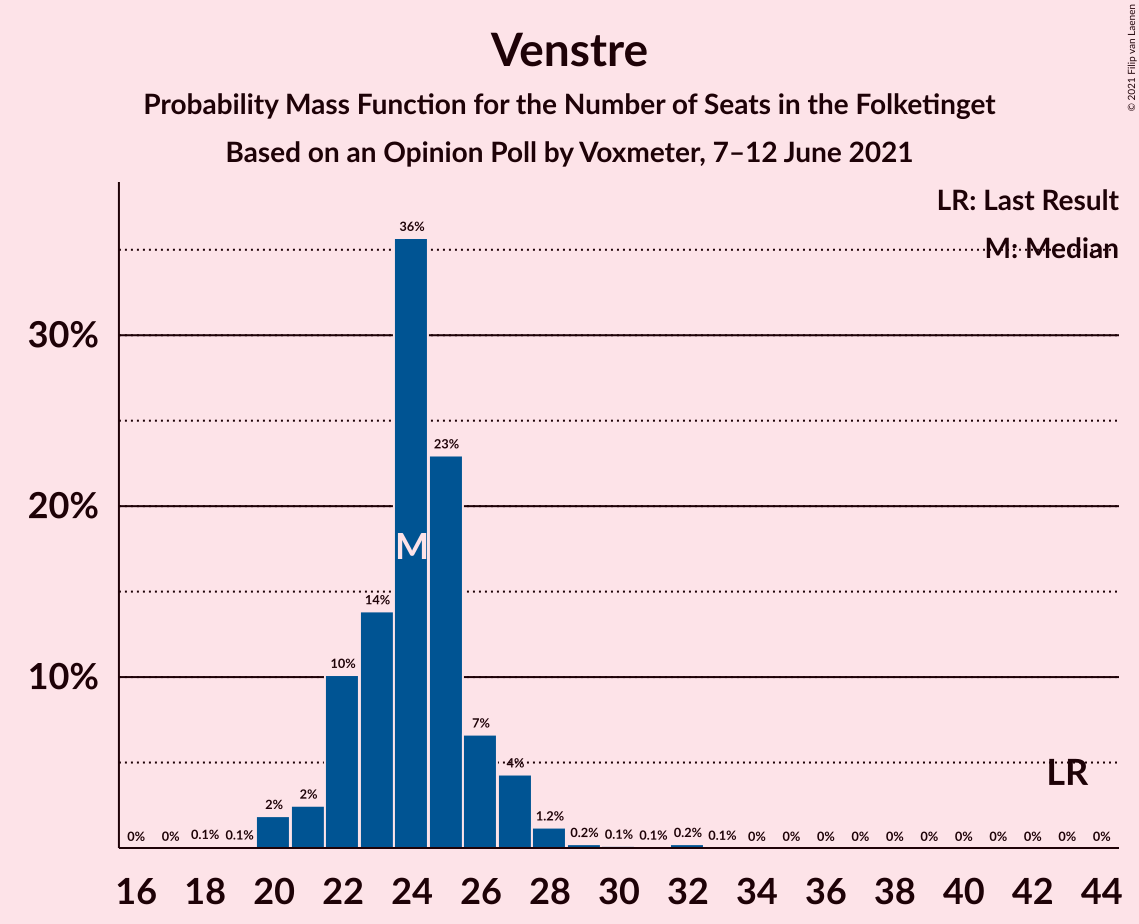 Venstre
Probability Mass Function for the Number of Seats in the Folketinget
Based on an Opinion Poll by Voxmeter, 7–12 June 2021
© 2021 Filip van Laenen
LR: Last Result
M: Median
36%
30%
23%
20%
M
14%
10%
10%
7%
4%
LR
2% 2% 1.2%
0% 0% 0.1% 0.1% 0.2% 0.1% 0.1% 0.2% 0.1% 0% 0% 0% 0% 0% 0% 0% 0% 0% 0% 0%
16 18 20 22 24 26 28 30 32 34 36 38 40 42 44